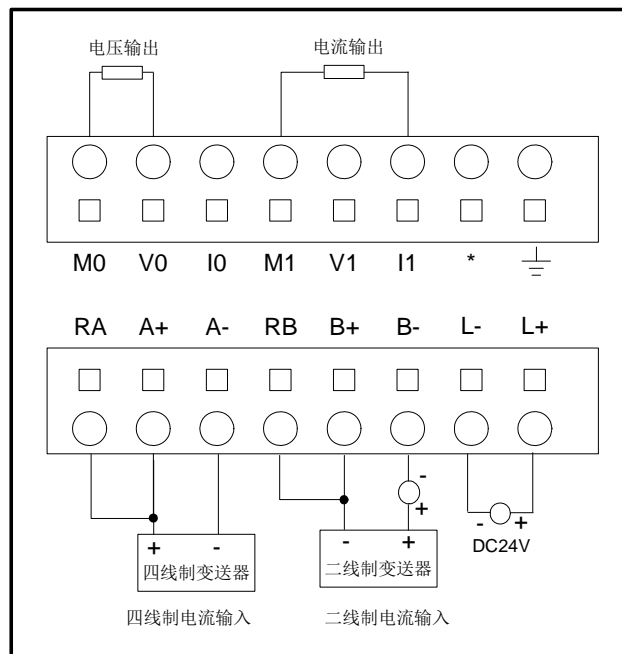 电压输出 电流输出
M0 V0 I0 M1 V1 I1 *
RA A+ A- RB B+ B- L- L+
-
+
- +
DC24V
+ - - +
四线制变送器 二线制变送器
四线制电流输入 二线制电流输入